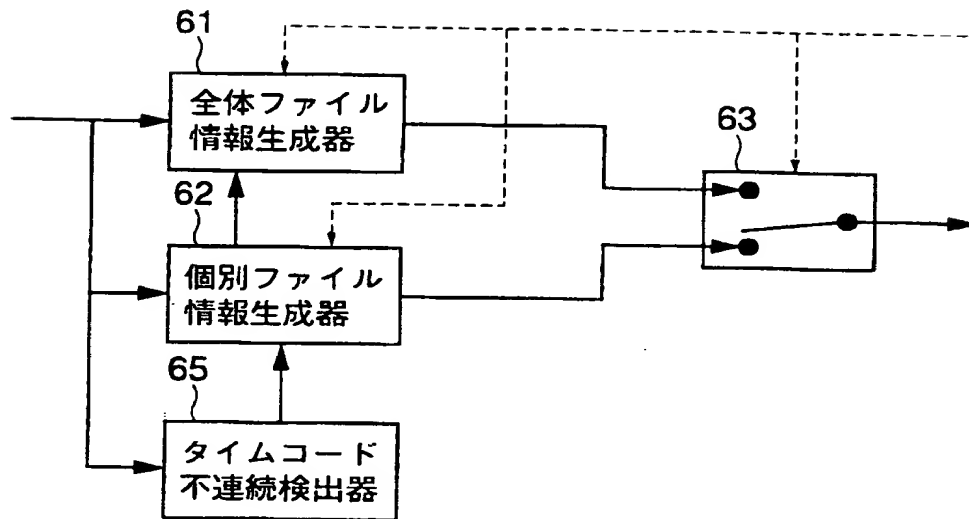 61
全体ファイル
情報生成器
63
62
個別ファイル
情報生成器
65
タイムコード
不連続検出器